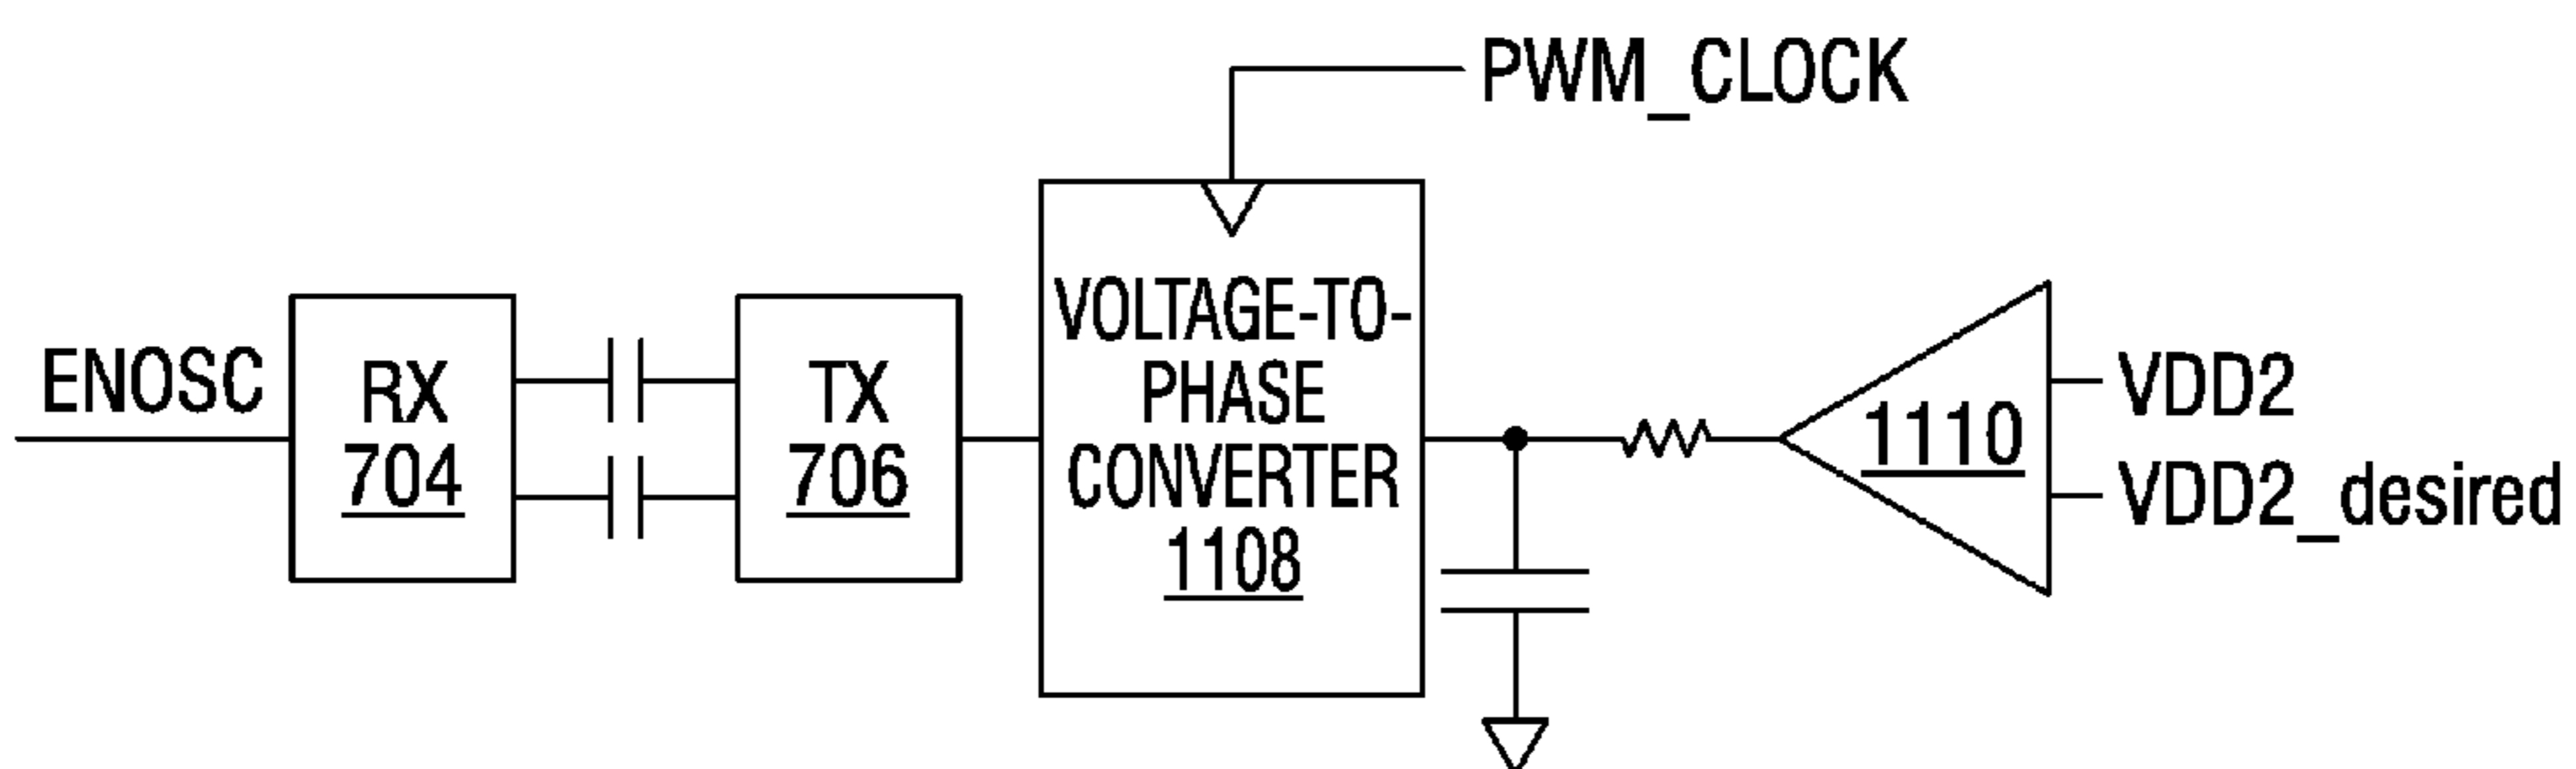 PWM_CLOCK
ENOSC
RX
704
TX
706
VOLTAGE-TO-
PHASE
CONVERTER
1108
1110
VDD2
VDD2_desired